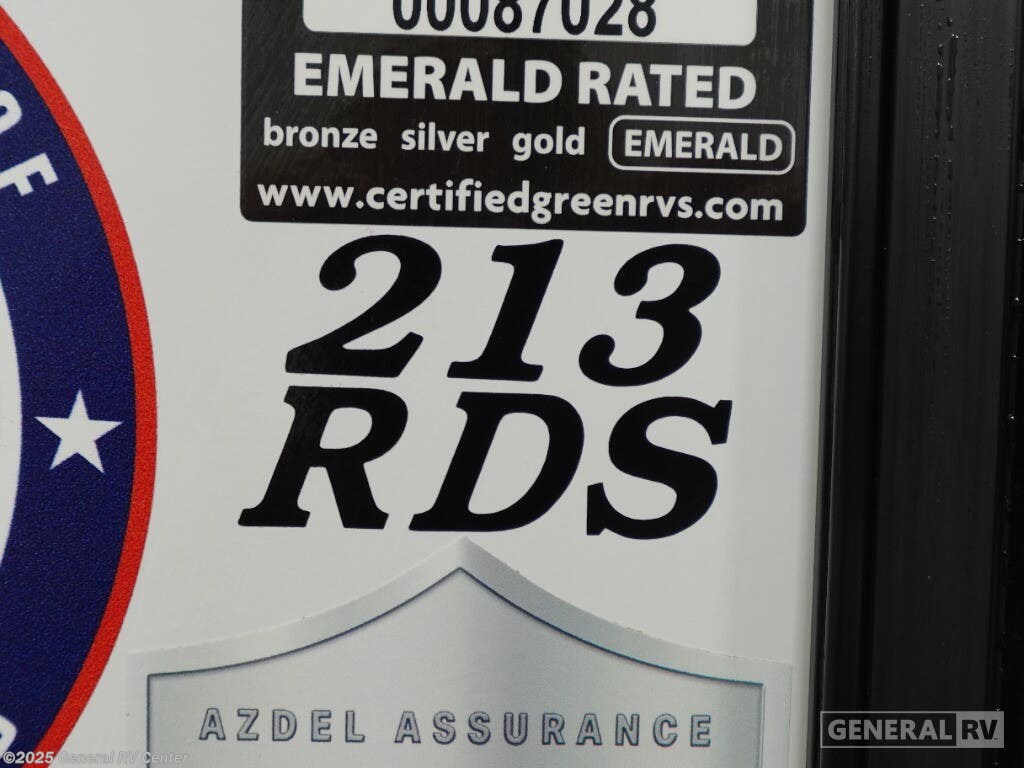 00087028
EMERALD RATED
bronze silver gold EMERALD
www.certifiedgreenrvs.com
OF
213
RDS
AZDEL ASSURANCE
GENERAL RV
©2025 General RV Center